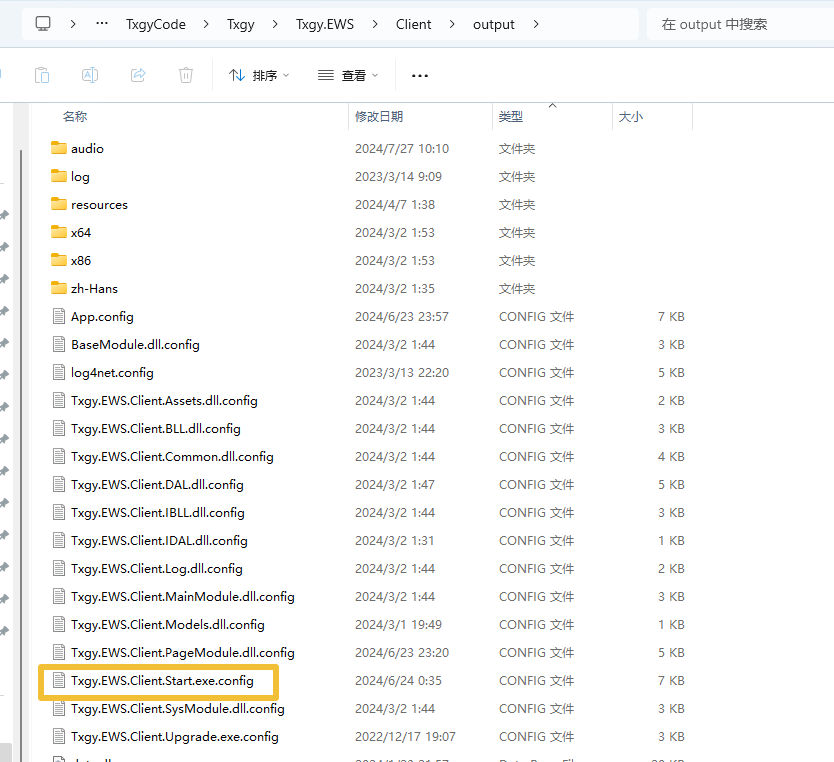 TxgyCode > Txgy > Txgy.EWS > Client > output >
在 output 中搜索
排序 查看
名称 修改日期 类型 大小
audio 2024/7/27 10:10 文件夹
log 2023/3/14 9:09 文件夹
resources 2024/4/7 1:38 文件夹
x64 2024/3/2 1:53 文件夹
x86 2024/3/2 1:53 文件夹
zh-Hans 2024/3/2 1:35 文件夹
App.config 2024/6/23 23:57 CONFIG 文件 7 KB
BaseModule.dll.config 2024/3/2 1:44 CONFIG 文件 3 KB
log4net.config 2023/3/13 22:20 CONFIG 文件 5 KB
Txgy.EWS.Client.Assets.dll.config 2024/3/2 1:44 CONFIG 文件 2 KB
Txgy.EWS.Client.BLL.dll.config 2024/3/2 1:44 CONFIG 文件 3 KB
Txgy.EWS.Client.Common.dll.config 2024/3/2 1:44 CONFIG 文件 4 KB
Txgy.EWS.Client.DAL.dll.config 2024/3/2 1:47 CONFIG 文件 5 KB
Txgy.EWS.Client.IBLL.dll.config 2024/3/2 1:44 CONFIG 文件 3 KB
Txgy.EWS.Client.IDAL.dll.config 2024/3/2 1:31 CONFIG 文件 1 KB
Txgy.EWS.Client.Log.dll.config 2024/3/2 1:44 CONFIG 文件 2 KB
Txgy.EWS.Client.MainModule.dll.config 2024/3/2 1:44 CONFIG 文件 3 KB
Txgy.EWS.Client.Models.dll.config 2024/3/1 19:49 CONFIG 文件 1 KB
Txgy.EWS.Client.PageModule.dll.config 2024/6/23 23:20 CONFIG 文件 5 KB
Txgy.EWS.Client.Start.exe.config 2024/6/24 0:35 CONFIG 文件 7 KB
Txgy.EWS.Client.SysModule.dll.config 2024/3/2 1:44 CONFIG 文件 3 KB
Txgy.EWS.Client.Upgrade.exe.config 2022/12/17 19:07 CONFIG 文件 3 KB